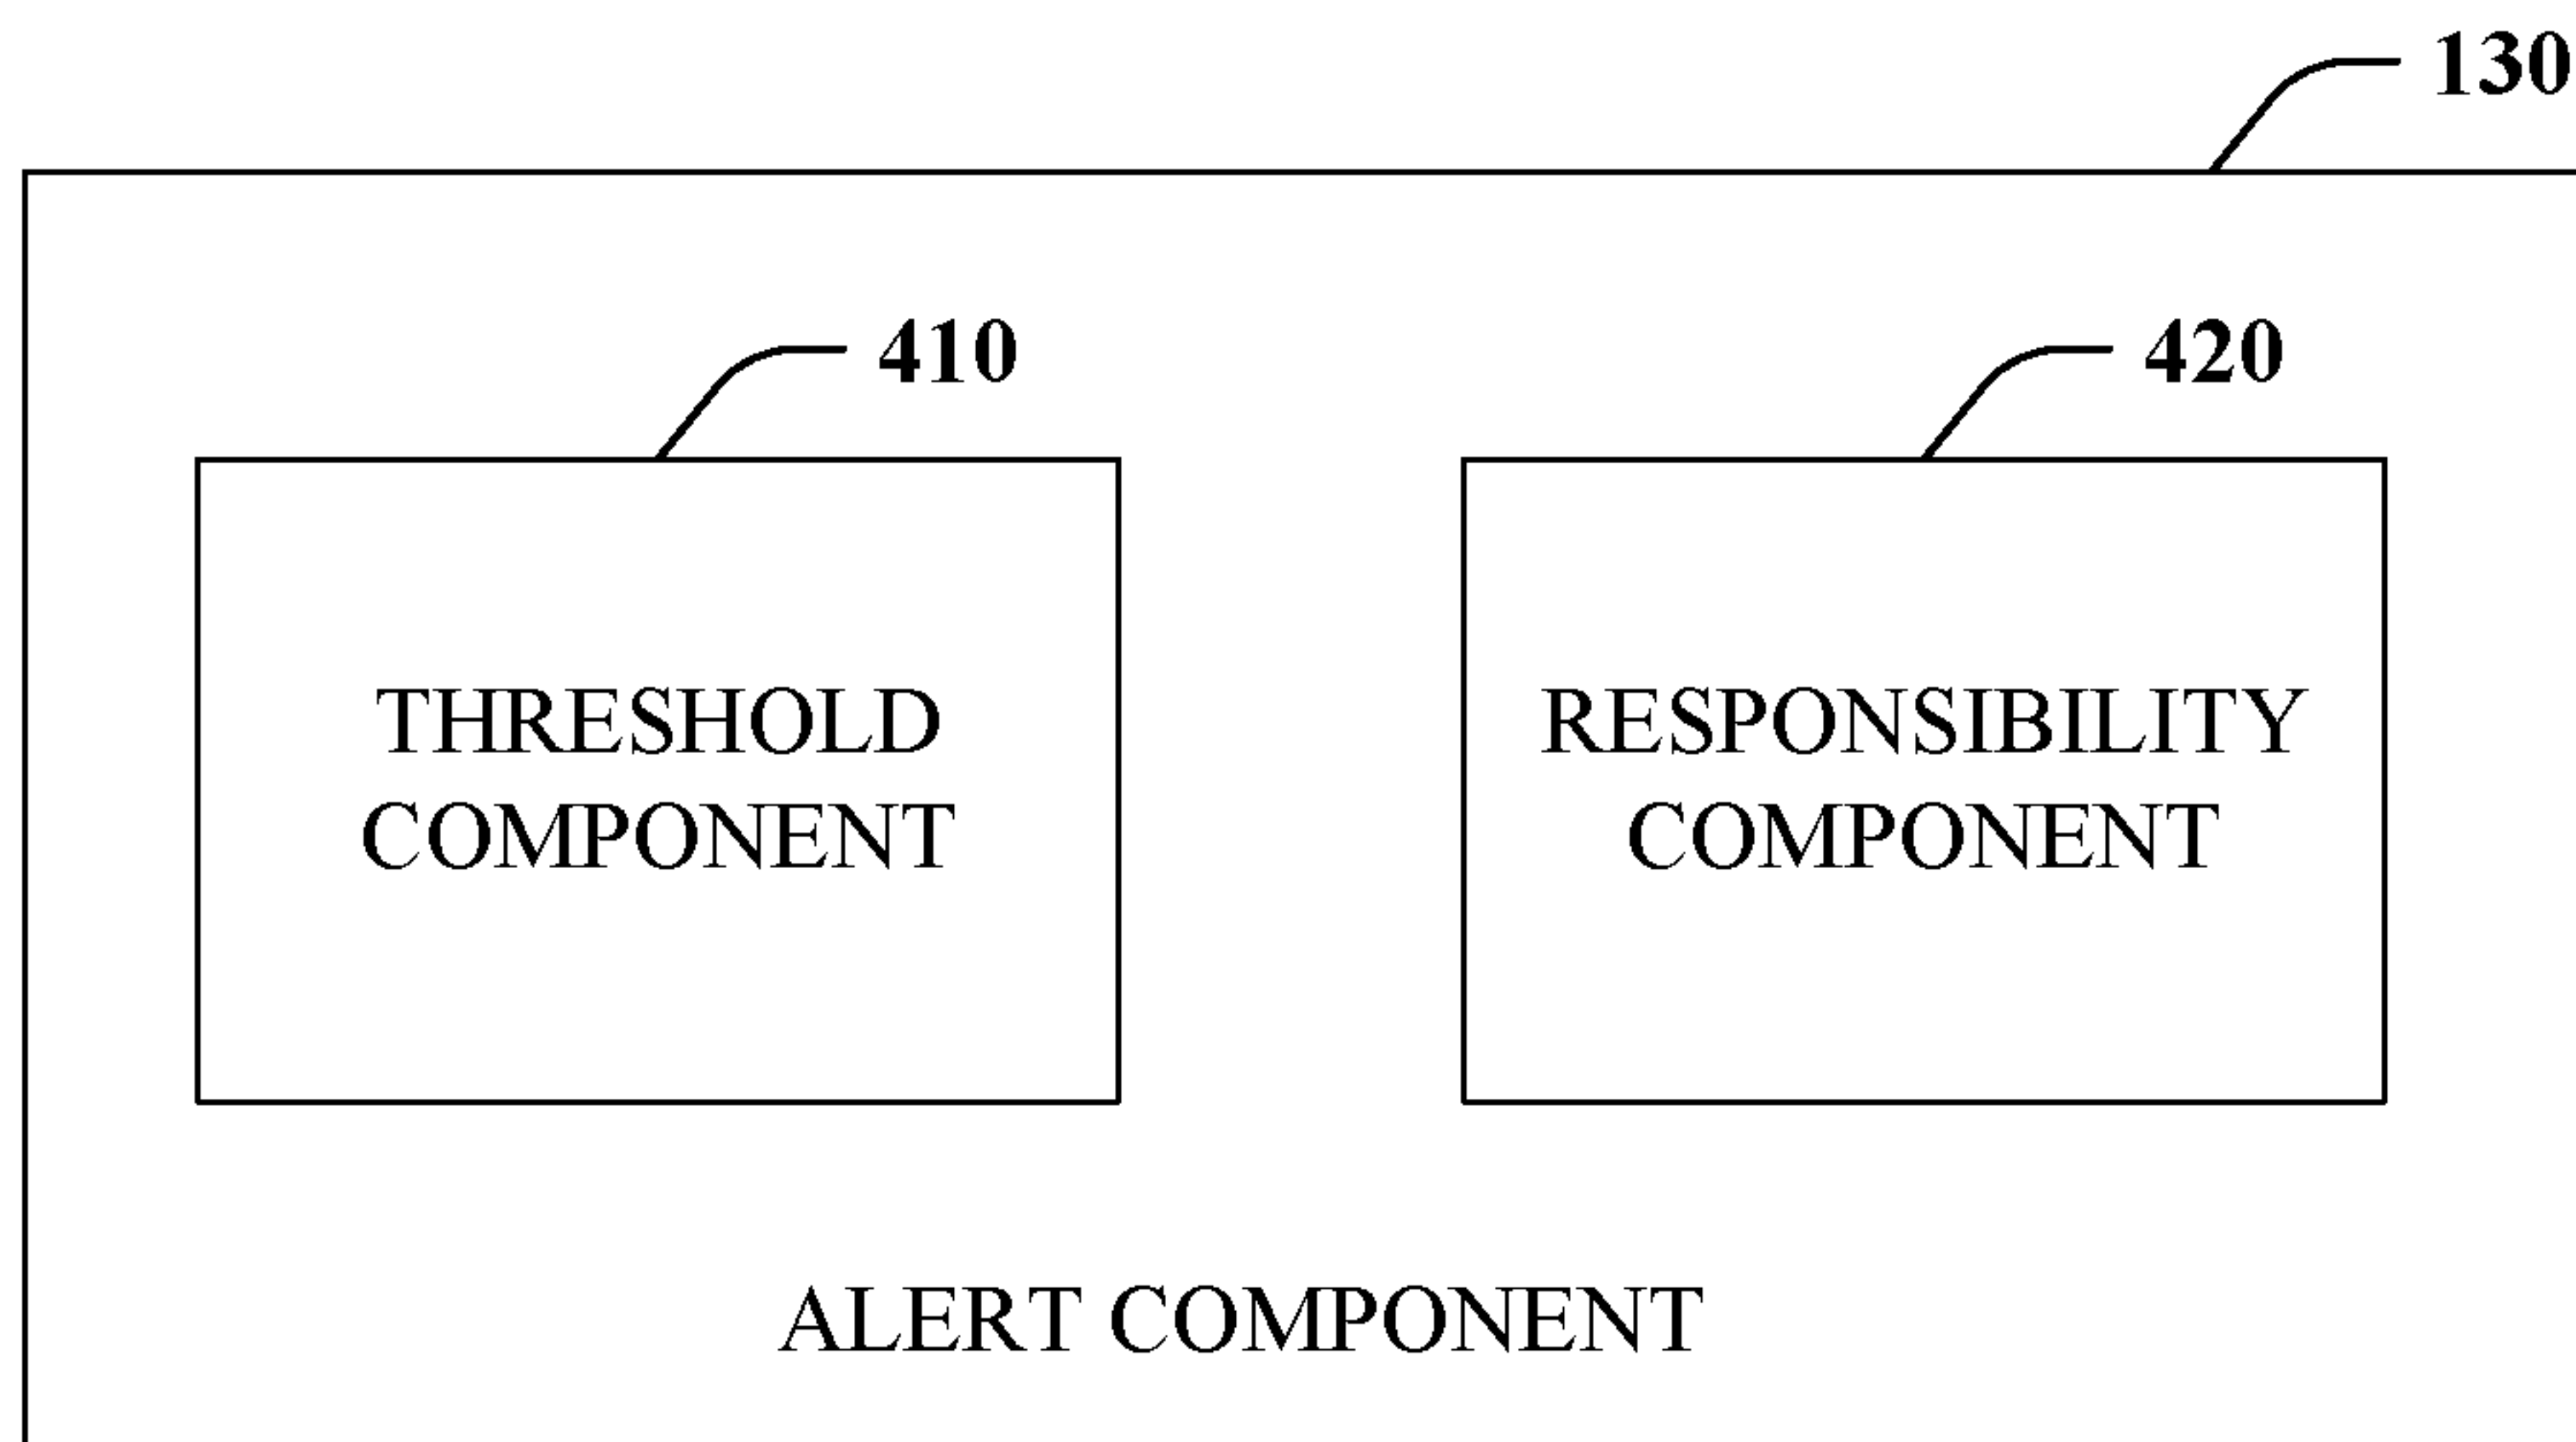 130
410
420
THRESHOLD
COMPONENT
RESPONSIBILITY
COMPONENT
ALERT COMPONENT